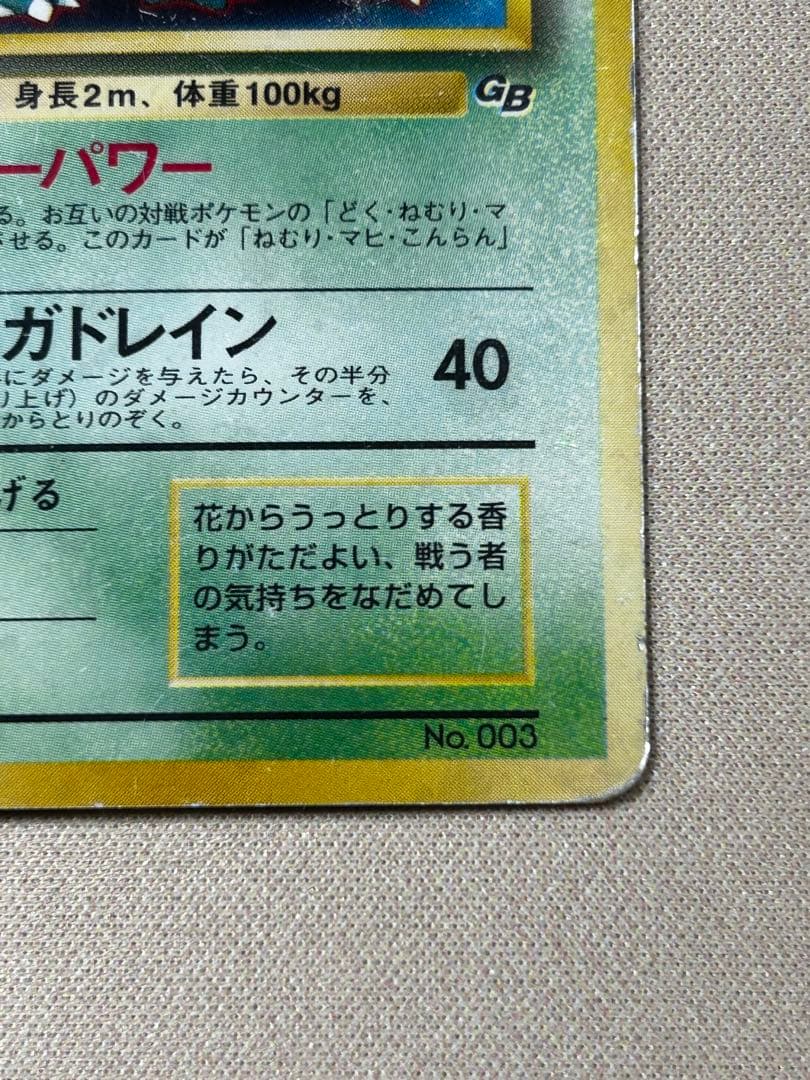 身長2m、体重100kg
GB
ーパワー
る。お互いの対戦ポケモンの「どく・ねむり・マ
させる。このカードが「ねむり・マヒ・こんらん」
ガドレイン
にダメージを与えたら、その半分
り上げ)のダメージカウンターを、
からとりのぞく。
40
げる
花からうっとりする香
りがただよい、戦う者
の気持ちをなだめてし
まう。
No. 003